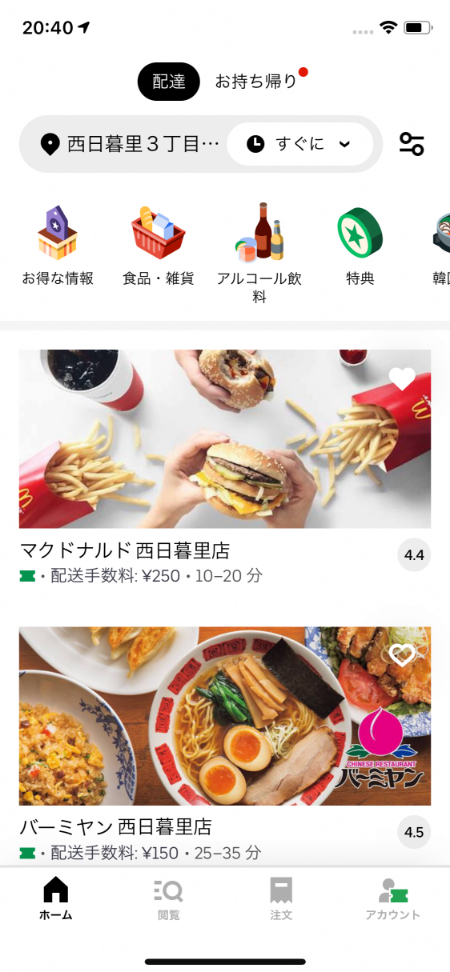 20:40
配達 お持ち帰り
西日暮里３丁目… すぐに
お得な情報 食品・雑貨 アルコール飲料 特典 韓国
マクドナルド 西日暮里店
4.4
・配送手数料: ¥250・10–20 分
CHINESE RESTAURANT
バーミヤン
バーミヤン 西日暮里店
4.5
・配送手数料: ¥150・25–35 分
ホーム 閲覧 注文 アカウント